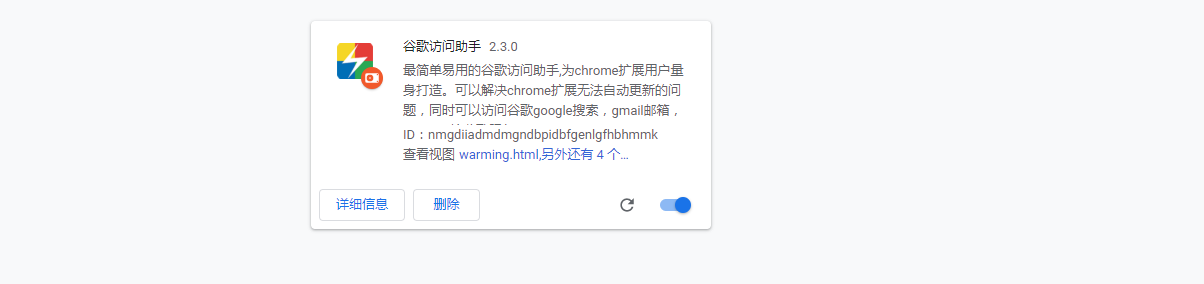 谷歌访问助手 2.3.0
最简单易用的谷歌访问助手,为chrome扩展用户量
身打造。可以解决chrome扩展无法自动更新的问
题，同时可以访问谷歌google搜索，gmail邮箱，
ID：nmgdiiadmdmgndbpidbfgenlgfhbhmmk
查看视图 warming.html,另外还有 4 个...
详细信息 删除